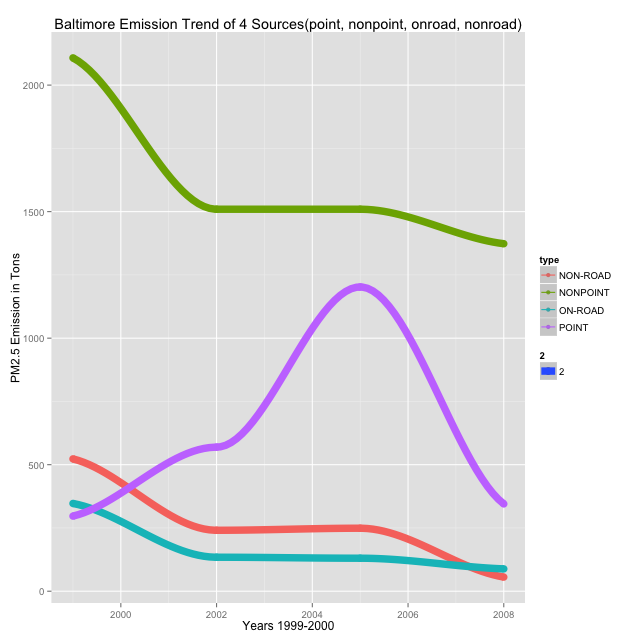 Baltimore Emission Trend of 4 Sources(point, nonpoint, onroad, nonroad)
2000
1500
1000
500
0
PM2.5 Emission in Tons
2000
2002
2004
2006
2008
Years 1999-2000
type
NON-ROAD
NONPOINT
ON-ROAD
POINT
2
2